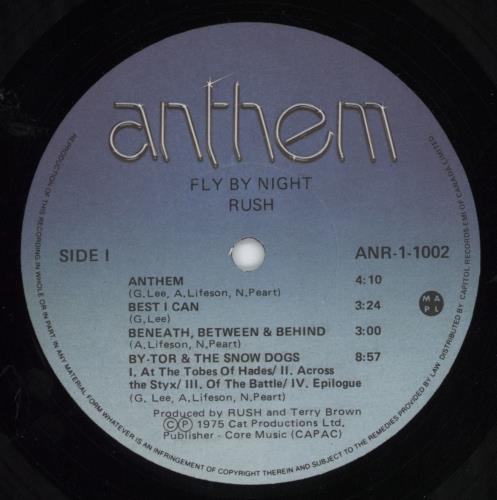 anthem
FLY BY NIGHT
RUSH
SIDE I
ANR-1-1002
ANTHEM 4:10
(G, Lee, A, Lifeson, N, Peart)
BEST I CAN 3:24
(G, Lee)
BENEATH, BETWEEN & BEHIND 3:00
(A, Lifeson, N, Peart)
BY-TOR & THE SNOW DOGS 8:57
I. At The Tobes Of Hades/ II. Across
the Styx/ III. Of The Battle/ IV. Epilogue
(G, Lee, A, Lifeson, N, Peart)
MAPL
Produced by RUSH and Terry Brown
©Ⓟ 1975 Cat Productions Ltd.
Publisher - Core Music (CAPAC)
REPRODUCTION OF THIS RECORDING IN WHOLE OR IN PART IN ANY MATERIAL FORM WHATEVER IS AN INFRINGEMENT OF COPYRIGHT THEREIN AND SUBJECT TO THE REMEDIES PROVIDED BY LAW DISTRIBUTED BY CAPITOL RECORDS-EMI OF CANADA LIMITED